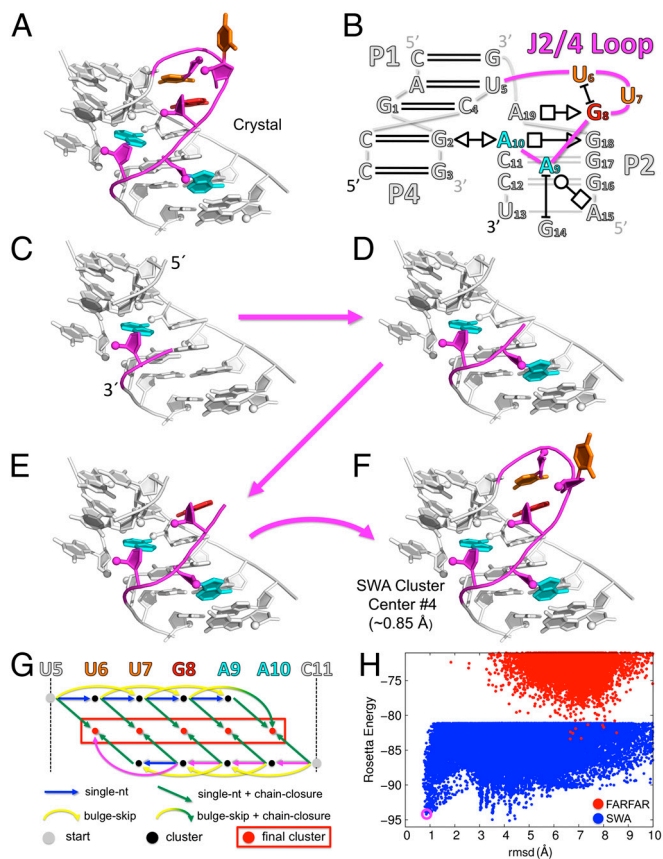 A
Crystal
B
J2/4 Loop
5´
3´
P1
C
G
A
U5
U6
U7
G1
C4
A19
G8
C
G2
A10
G18
C11
A9
G17
P2
C12
G16
C
G3
5´
P4
3´
U13
A15
3´
G14
5´
C
5´
3´
D
E
F
SWA Cluster
Center #4
(~0.85 Å)
G
U5 U6 U7 G8 A9 A10 C11
single-nt
single-nt + chain-closure
bulge-skip
bulge-skip + chain-closure
start
cluster
final cluster
H
Rosetta Energy
-75
-80
-85
-90
-95
0 1 2 3 4 5 6 7 8 9 10
rmsd (Å)
FARFAR
SWA